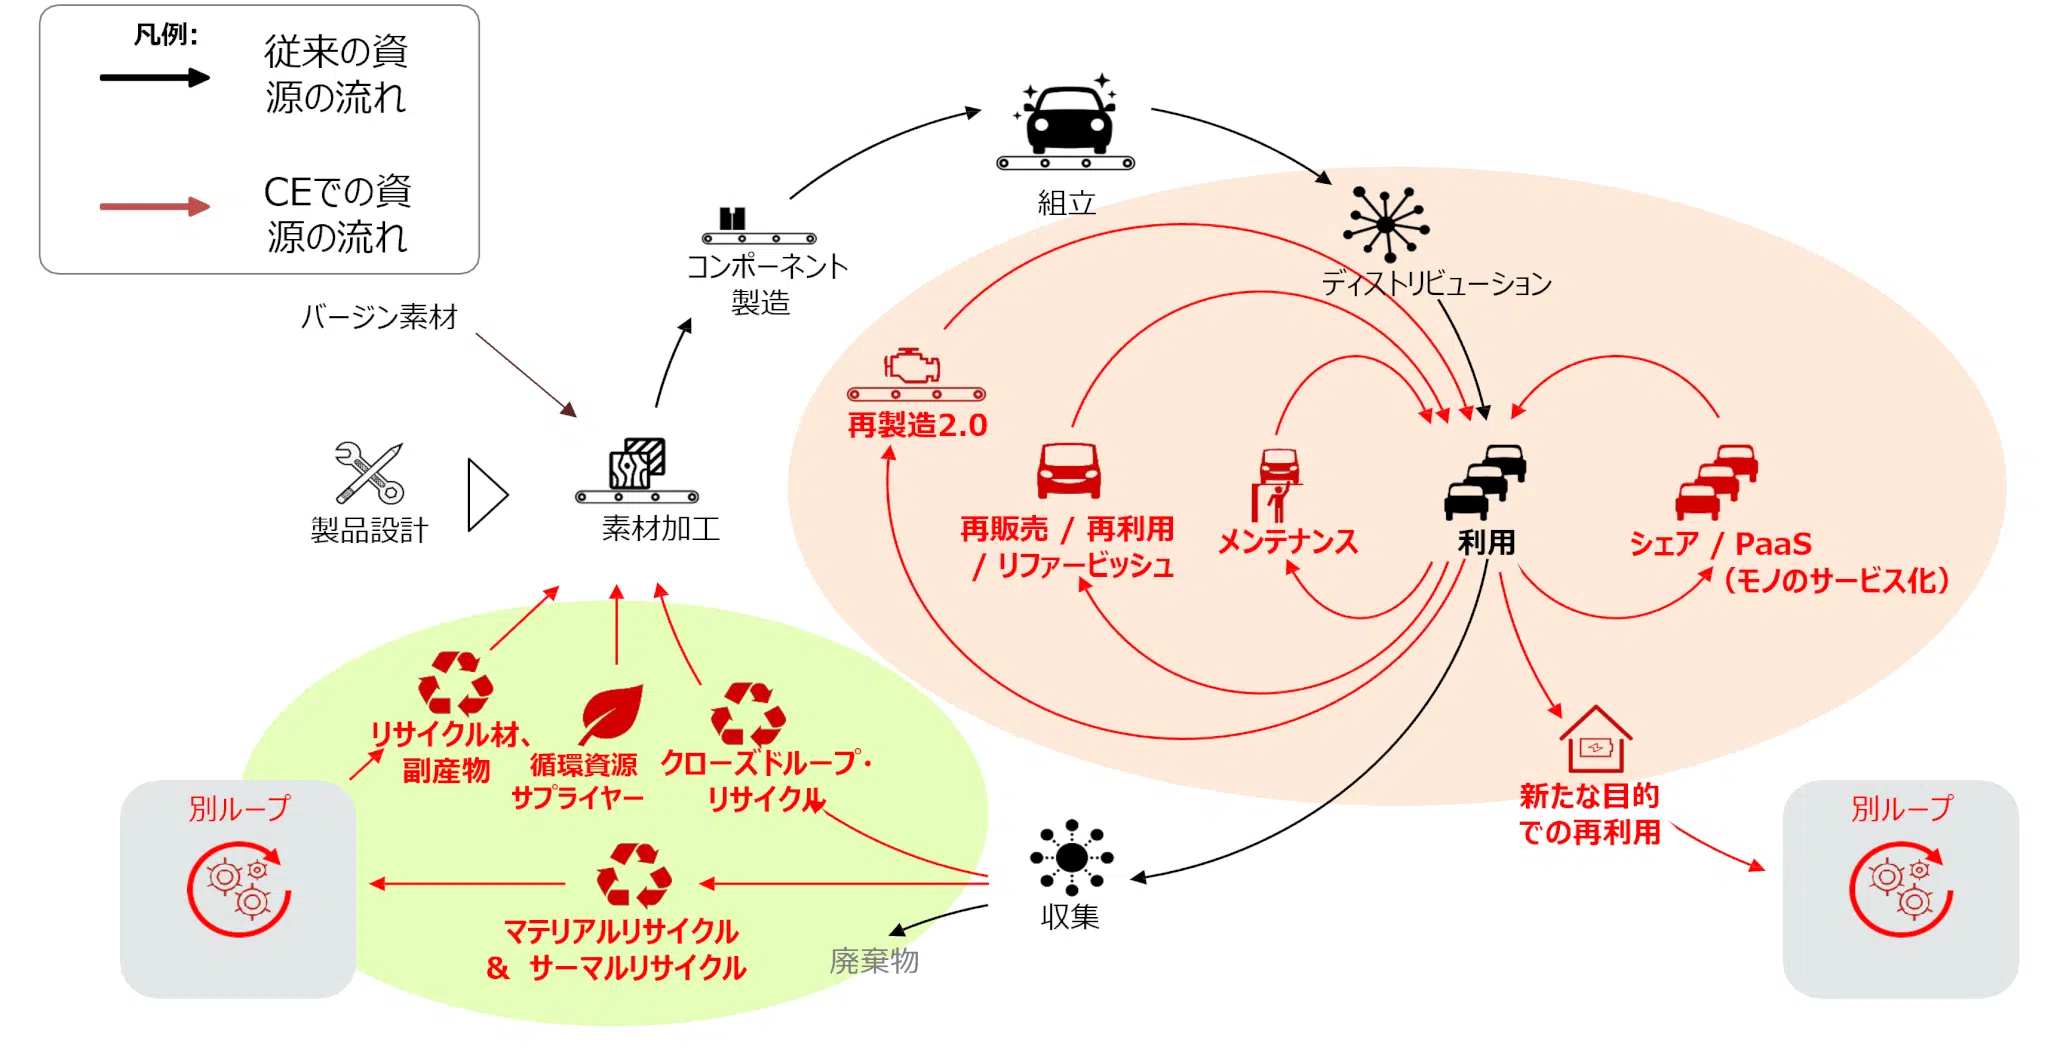 凡例:
従来の資
源の流れ
CEでの資
源の流れ
組立
コンポーネント
製造
ディストリビューション
バージン素材
再製造2.0
製品設計
素材加工
再販売 / 再利用
/ リファービッシュ
メンテナンス
利用
シェア / PaaS
（モノのサービス化）
リサイクル材、
副産物
循環資源
サプライヤー
クローズドループ・
リサイクル
新たな目的
での再利用
別ループ
別ループ
収集
マテリアルリサイクル
& サーマルリサイクル
廃棄物